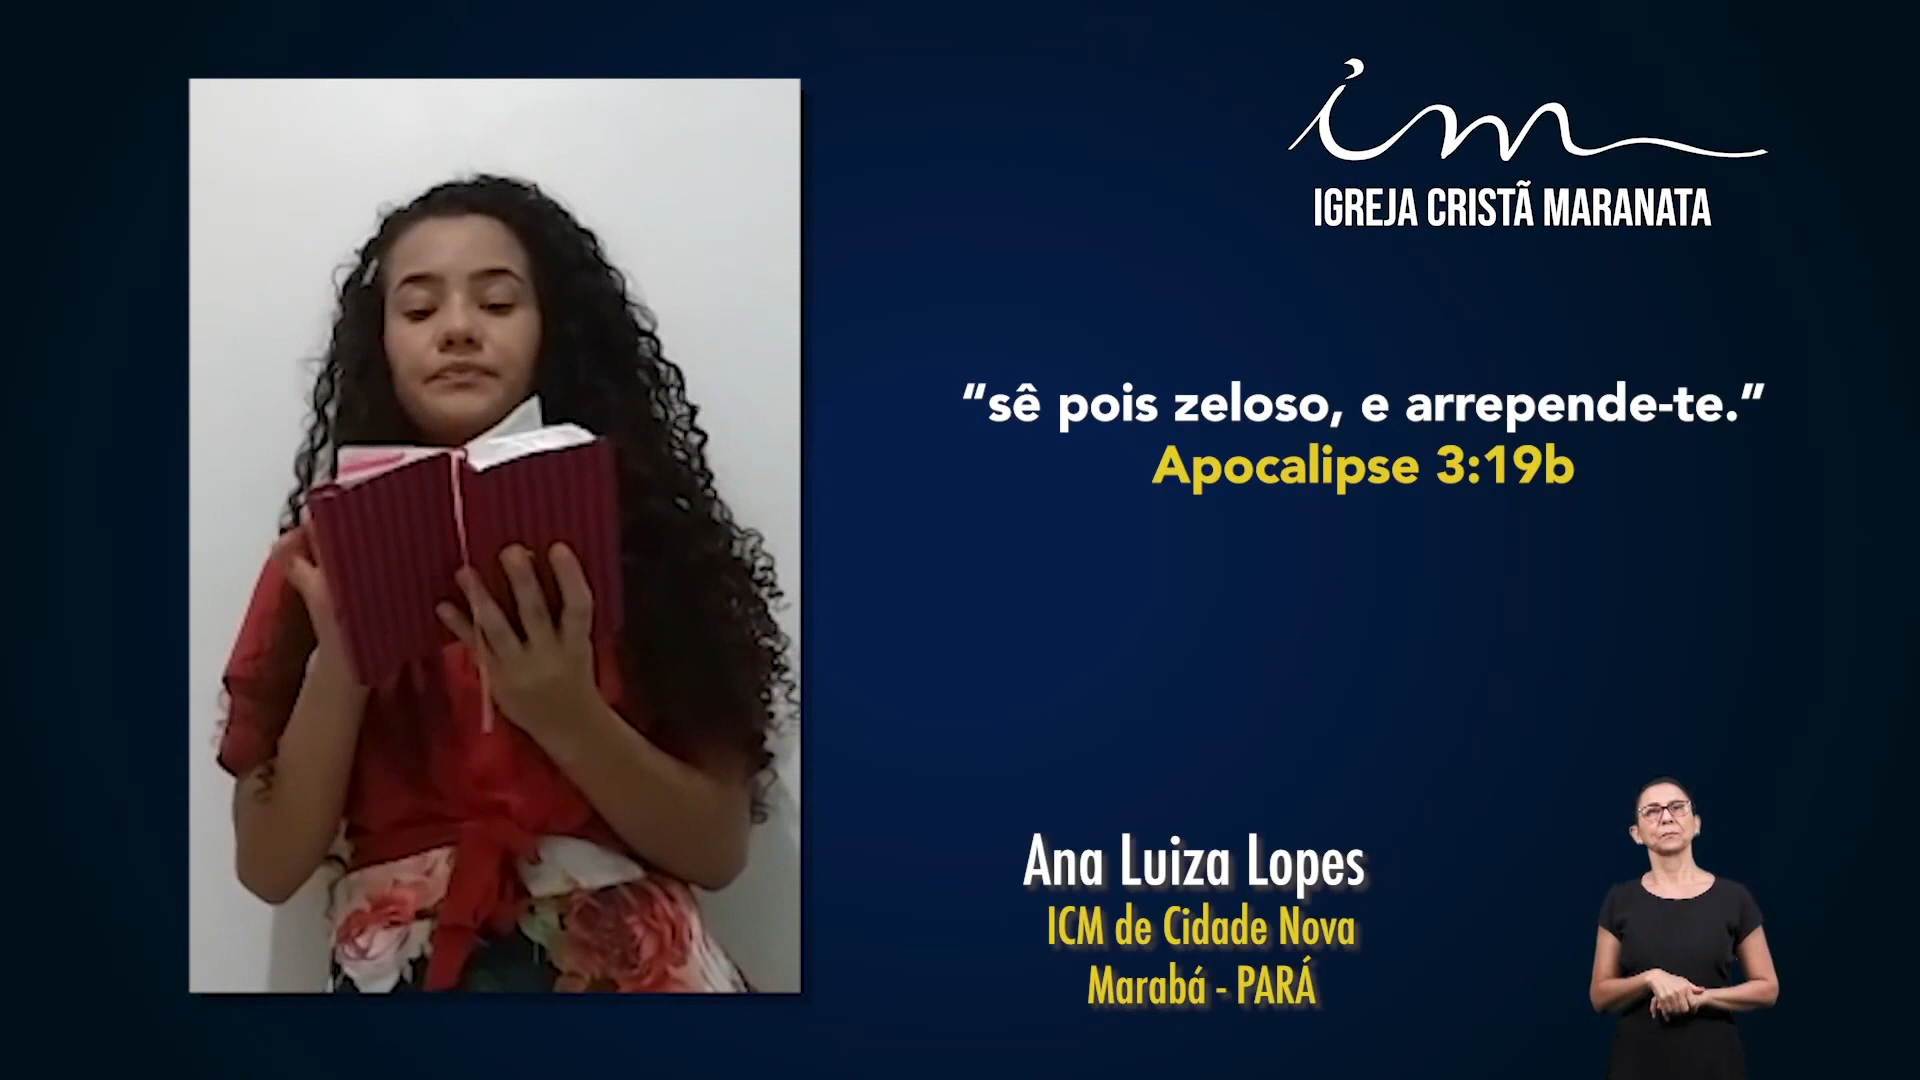 im
IGREJA CRISTÃ MARANATA
“sê pois zeloso, e arrepende-te.”
Apocalipse 3:19b
Ana Luiza Lopes
ICM de Cidade Nova
Marabá - PARÁ